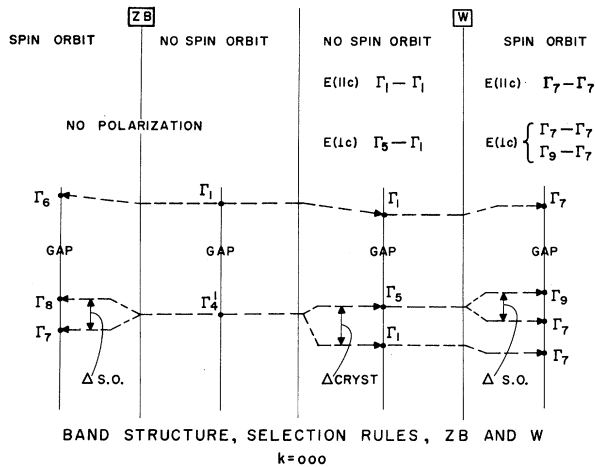 ZB W
SPIN ORBIT NO SPIN ORBIT NO SPIN ORBIT SPIN ORBIT
E(||c) Γ1 — Γ1 E(||c) Γ7 — Γ7
NO POLARIZATION
E(⊥c) Γ5 — Γ1 E(⊥c) { Γ7 — Γ7
Γ9 — Γ7
Γ6 Γ1 Γ1 Γ7
GAP GAP GAP GAP
Γ8 Γ4' Γ5 Γ9
Γ7 Γ1 Γ7
Γ7
Δ S.O. ΔCRYST Δ S.O.
BAND STRUCTURE, SELECTION RULES, ZB AND W
k=000